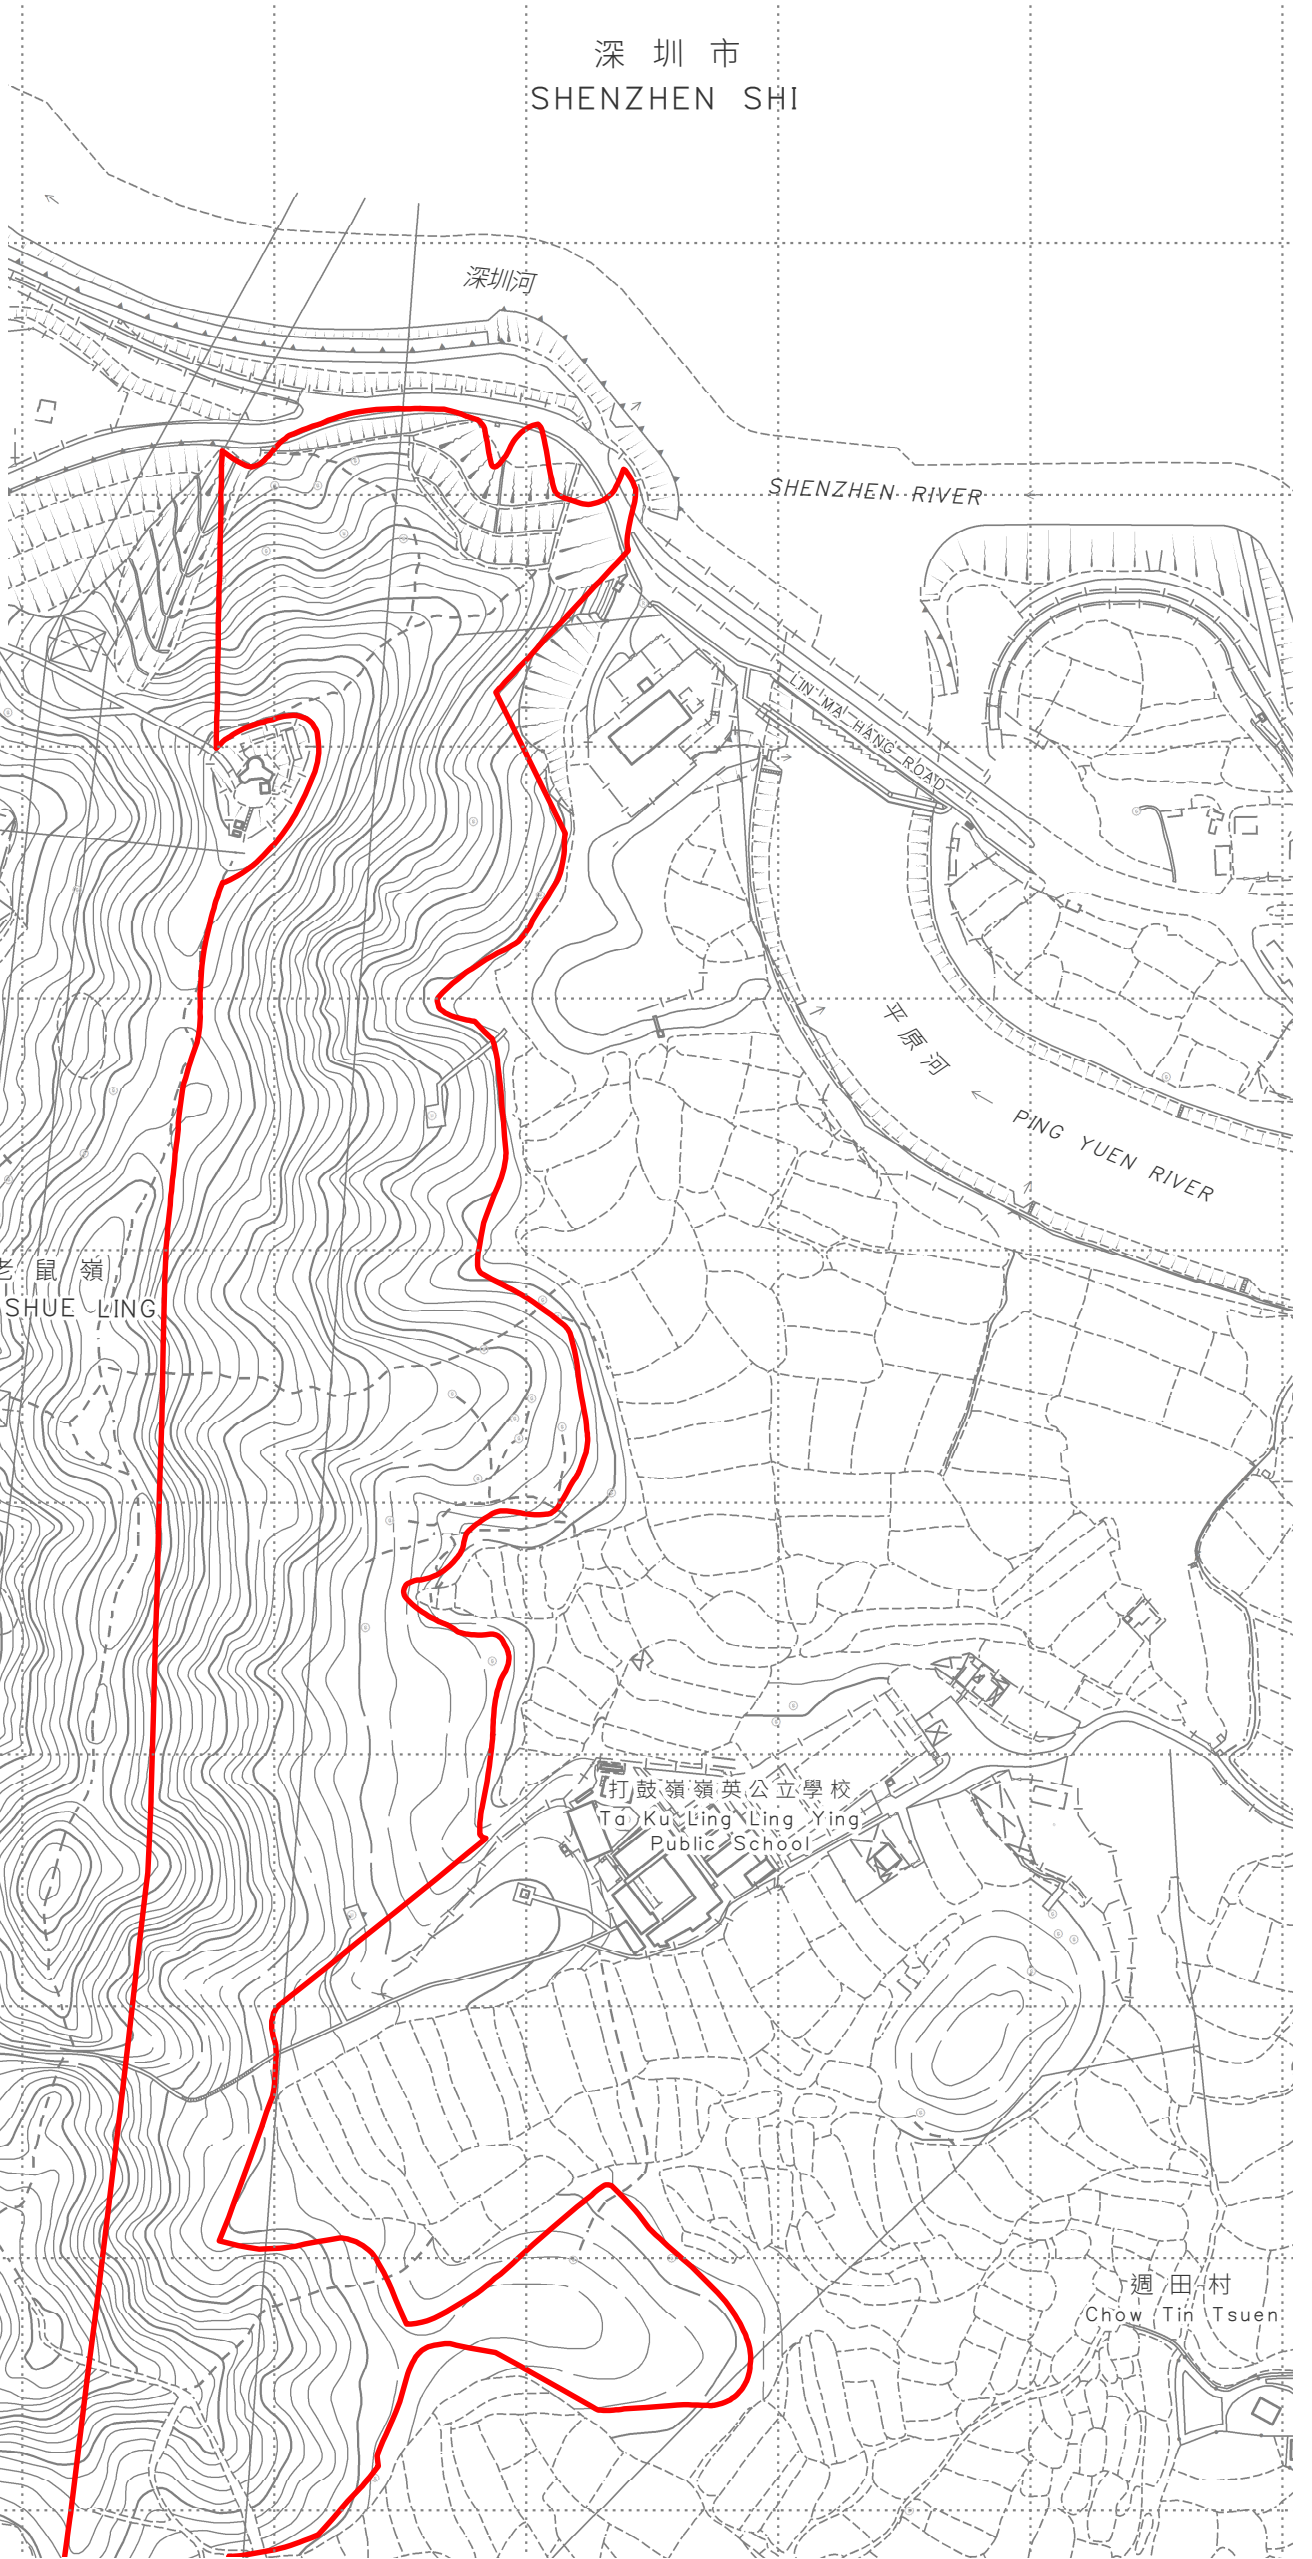 深圳市
SHENZHEN SHI
深圳河
SHENZHEN RIVER
LIN MA HANG ROAD
平原河
PING YUEN RIVER
老鼠嶺
SHUE LING
打鼓嶺嶺英公立學校
Ta Ku Ling Ling Ying
Public School
週田村
Chow Tin Tsuen